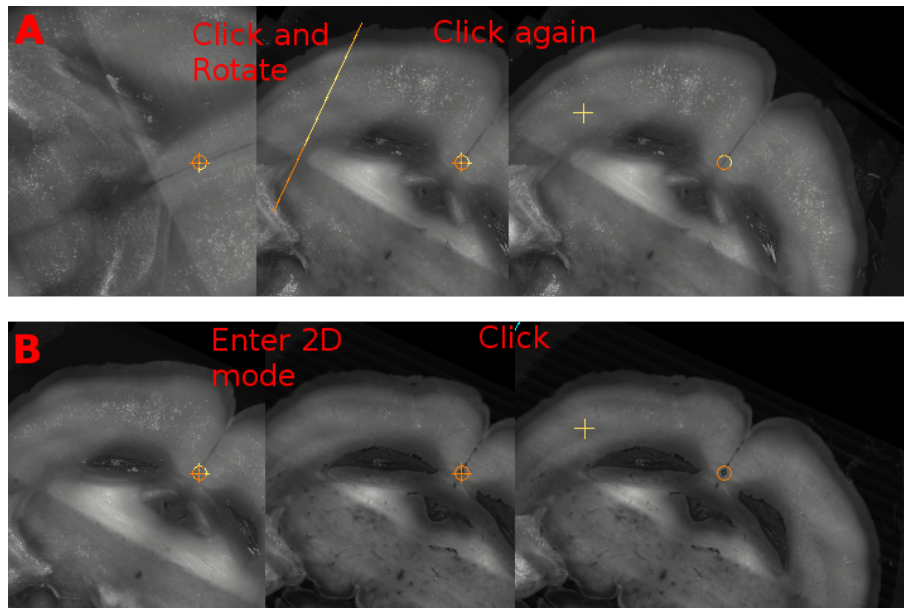 A
Click and
Rotate
Click again
B
Enter 2D
mode
Click